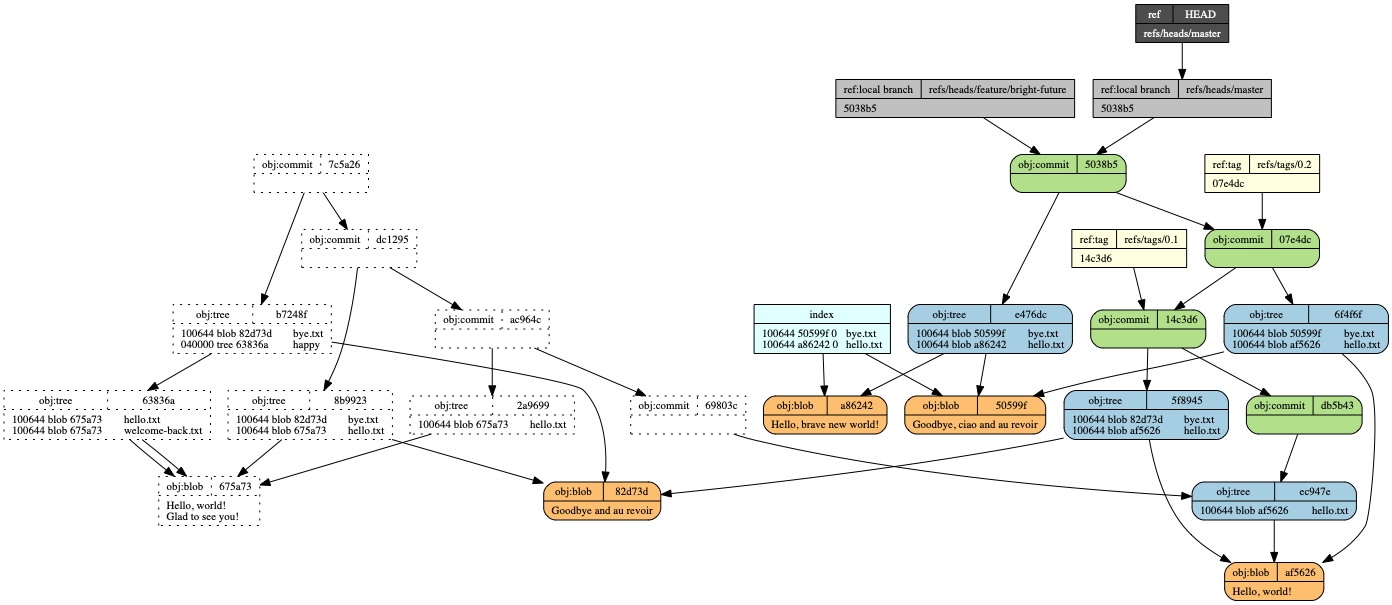 ref HEAD
refs/heads/master
ref:local branch refs/heads/feature/bright-future
5038b5
ref:local branch refs/heads/master
5038b5
obj:commit 7c5a26
obj:commit 5038b5
ref:tag refs/tags/0.2
07e4dc
obj:commit dc1295
ref:tag refs/tags/0.1
14c3d6
obj:commit 07e4dc
obj:tree b7248f
100644 blob 82d73d bye.txt
040000 tree 63836a happy
obj:commit ac964c
index
100644 50599f 0 bye.txt
100644 a86242 0 hello.txt
obj:tree e476dc
100644 blob 50599f bye.txt
100644 blob a86242 hello.txt
obj:commit 14c3d6
obj:tree 6f4f6f
100644 blob 50599f bye.txt
100644 blob af5626 hello.txt
obj:tree 63836a
100644 blob 675a73 hello.txt
100644 blob 675a73 welcome-back.txt
obj:tree 8b9923
100644 blob 82d73d bye.txt
100644 blob 675a73 hello.txt
obj:tree 2a9699
100644 blob 675a73 hello.txt
obj:commit 69803c
obj:blob a86242
Hello, brave new world!
obj:blob 50599f
Goodbye, ciao and au revoir
obj:tree 5f8945
100644 blob 82d73d bye.txt
100644 blob af5626 hello.txt
obj:commit db5b43
obj:blob 675a73
Hello, world!
Glad to see you!
obj:blob 82d73d
Goodbye and au revoir
obj:tree ec947e
100644 blob af5626 hello.txt
obj:blob af5626
Hello, world!